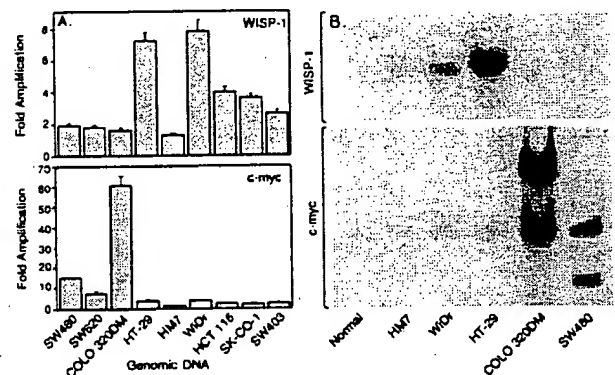 A.
WISP-1
Fold Amplification
8
6
4
2
0
c-myc
Fold Amplification
75
60
50
40
30
20
10
0
SW480
SW620
COLO 320DM
HT-29
HM7
WiDr
HCT 116
SK-CO-1
SW403
Genomic DNA
B.
WISP-1
c-myc
Normal
HM7
WiDr
HT-29
COLO 320DM
SW480